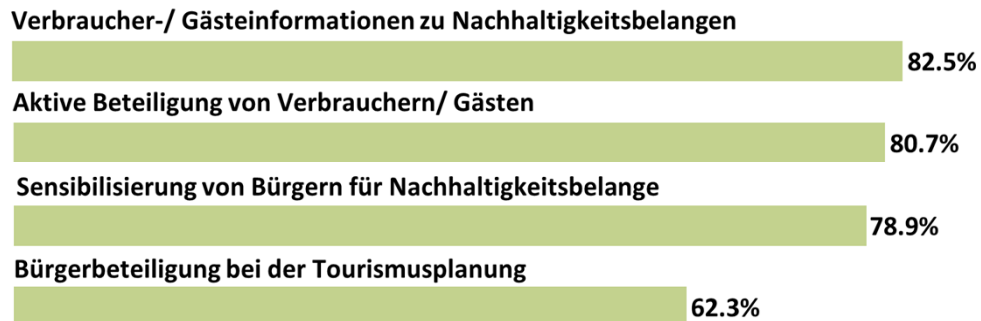 Verbraucher-/ Gästeinformationen zu Nachhaltigkeitsbelangen
82.5%
Aktive Beteiligung von Verbrauchern/ Gästen
80.7%
Sensibilisierung von Bürgern für Nachhaltigkeitsbelange
78.9%
Bürgerbeteiligung bei der Tourismusplanung
62.3%